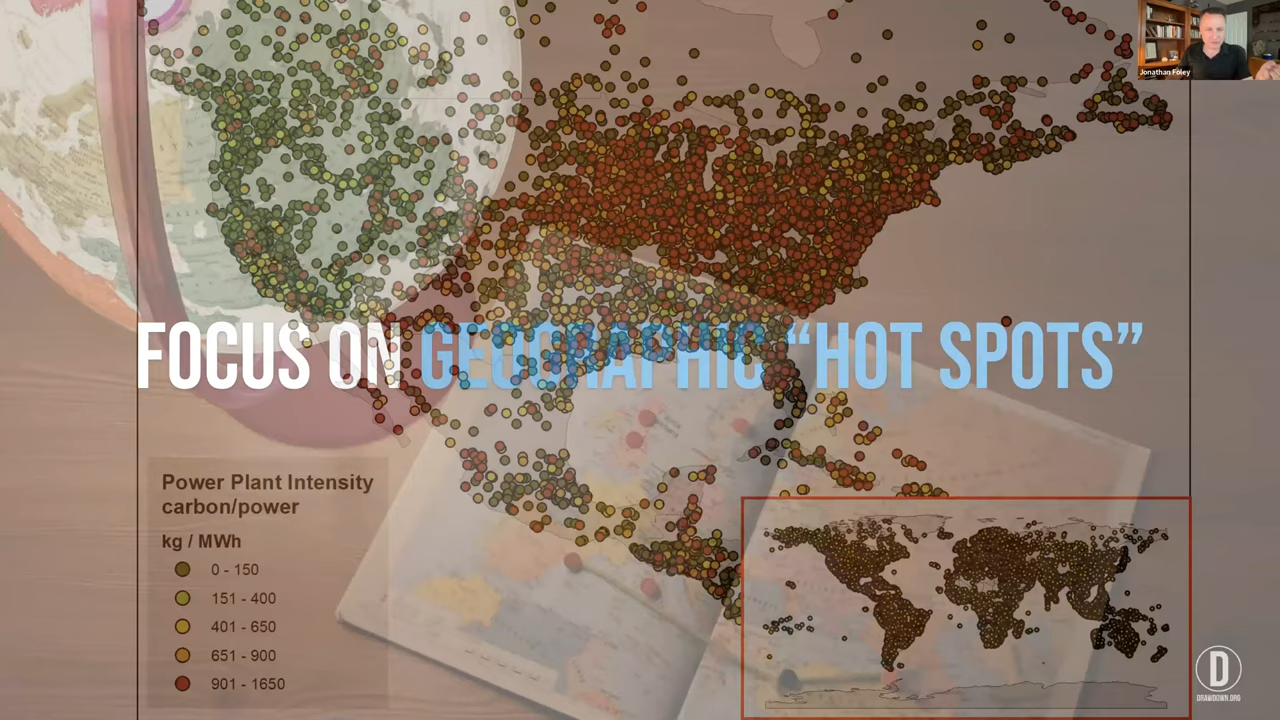 Jonathan Foley
FOCUS ON GEOGRAPHIC “HOT SPOTS”
Power Plant Intensity
carbon/power
kg / MWh
0 - 150
151 - 400
401 - 650
651 - 900
901 - 1650
D
DRAWDOWN.ORG